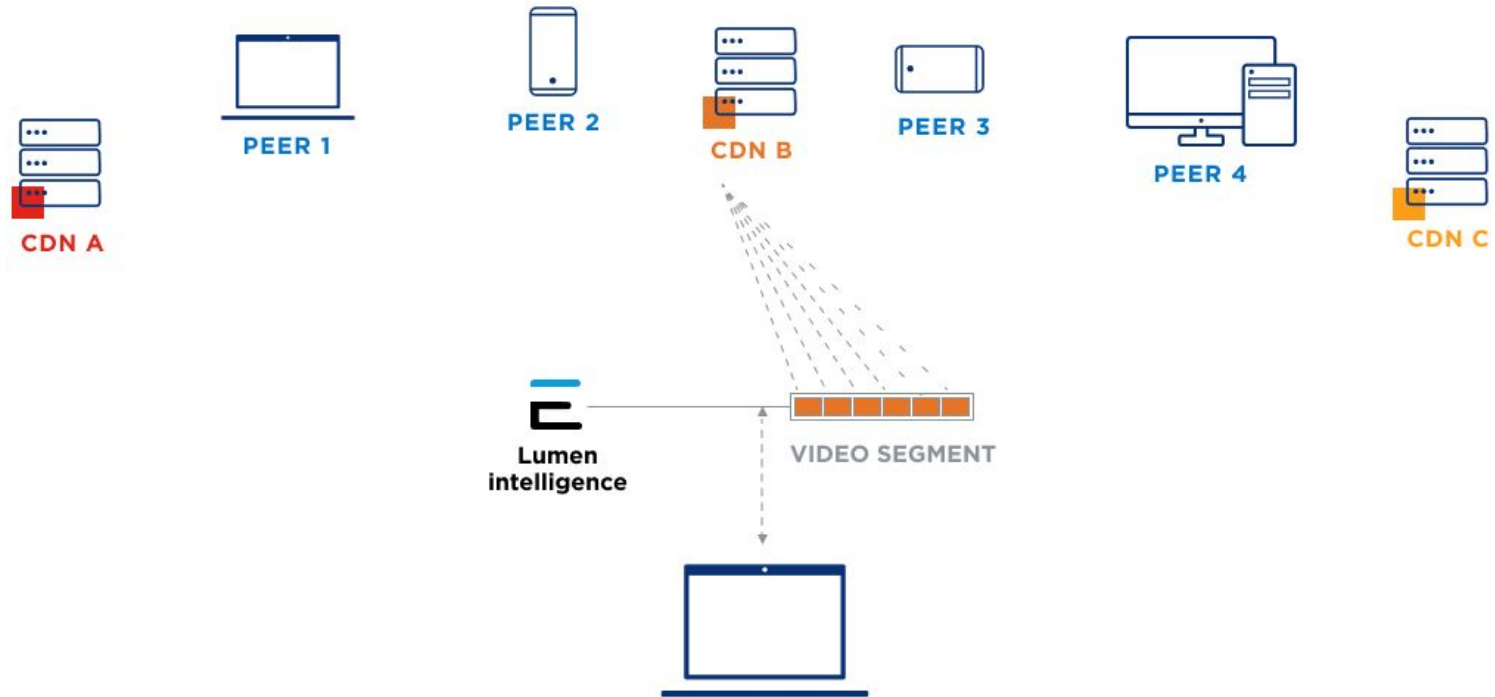 PEER 1
PEER 2
CDN B
PEER 3
PEER 4
CDN A
CDN C
Lumen
intelligence
VIDEO SEGMENT